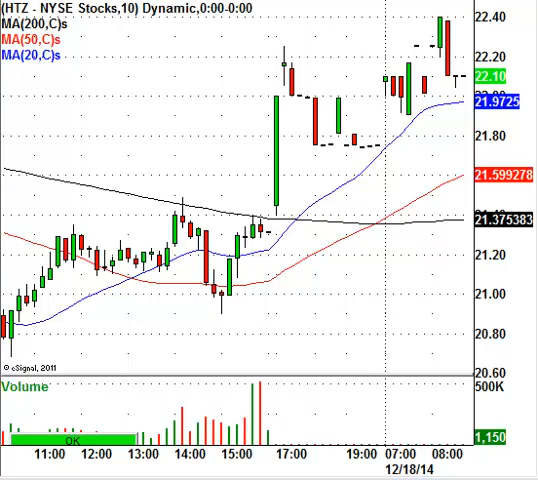 (HTZ - NYSE Stocks,10) Dynamic,0:00-0:00
MA(200,C)s
MA(50,C)s
MA(20,C)s
22.40
22.20
22.10
21.9725
21.80
21.599278
21.375383
21.20
21.00
20.80
20.60
© eSignal, 2011
Volume
500K
1,150
OK
11:00 12:00 13:00 14:00 15:00 17:00 19:00 07:00 08:00
12/18/14